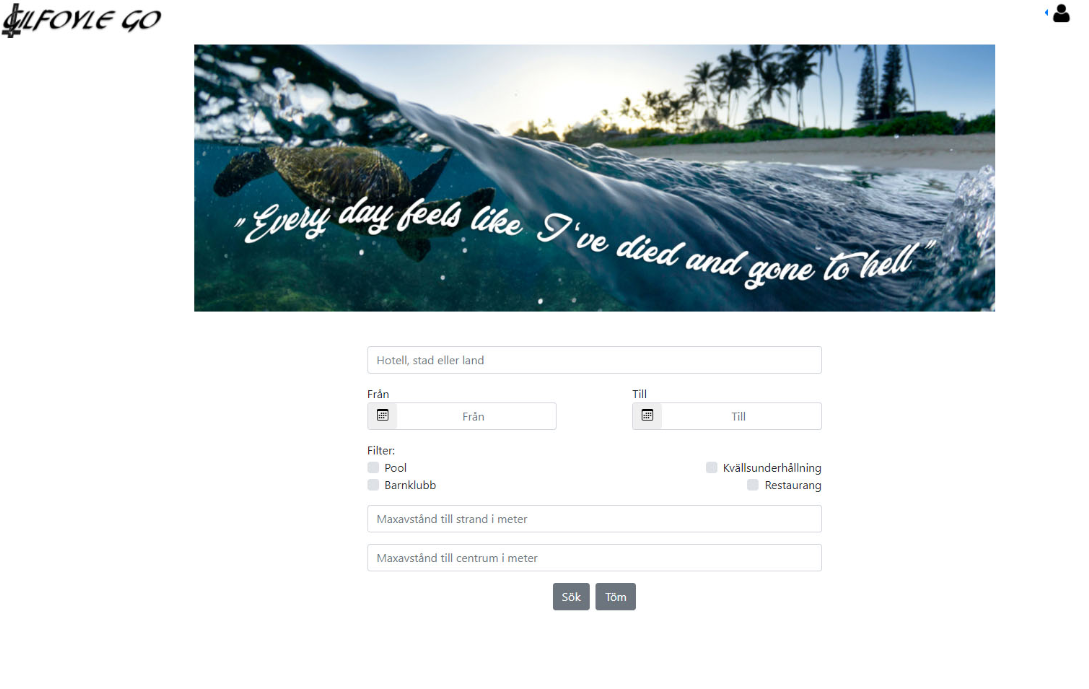 GILFOYLE GO
„Every day feels like I've died and gone to hell”
Hotell, stad eller land
Från
Till
Från
Till
Filter:
Pool
Kvällsunderhållning
Barnklubb
Restaurang
Maxavstånd till strand i meter
Maxavstånd till centrum i meter
Sök
Töm